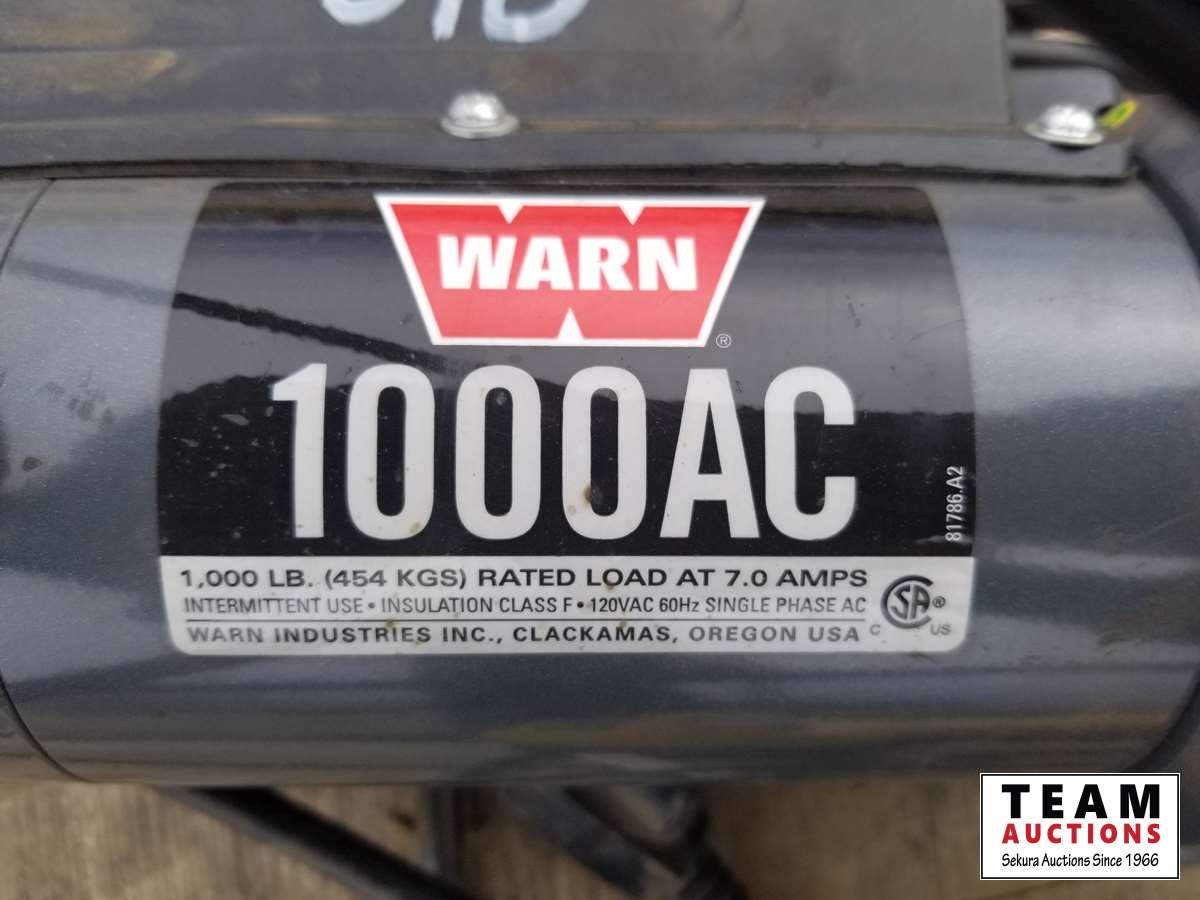 WARN
®
1000AC
81786.A2
1,000 LB. (454 KGS) RATED LOAD AT 7.0 AMPS
INTERMITTENT USE • INSULATION CLASS F • 120VAC 60Hz SINGLE PHASE AC
WARN INDUSTRIES INC., CLACKAMAS, OREGON USA
C SA ® US
TEAM
AUCTIONS
Sekura Auctions Since 1966